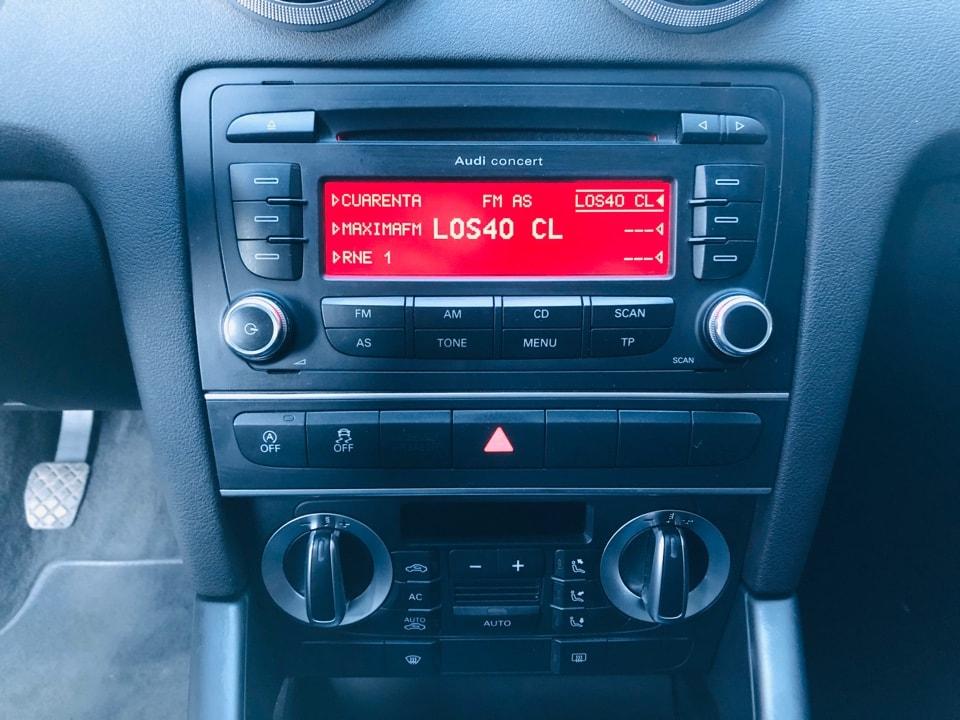 Audi concert
CUARENTA FM AS LOS40 CL
MAXIMAFM LOS40 CL ---
RNE 1 ---
FM AM CD SCAN
AS TONE MENU TP
SCAN
A OFF
OFF
AC
AUTO
AUTO